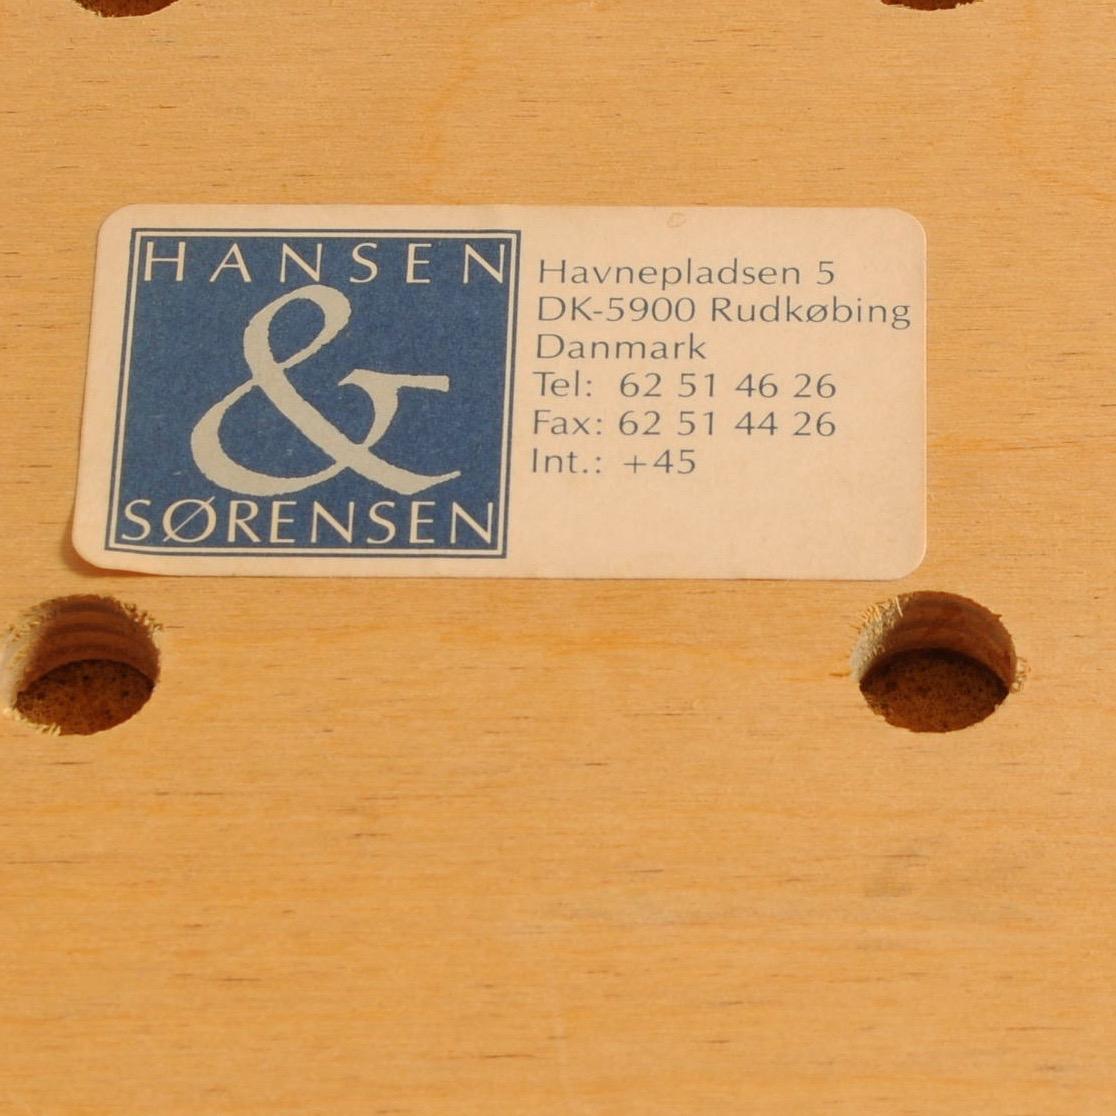 HANSEN
&
SØRENSEN
Havnepladsen 5
DK-5900 Rudkøbing
Danmark
Tel: 62 51 46 26
Fax: 62 51 44 26
Int.: +45